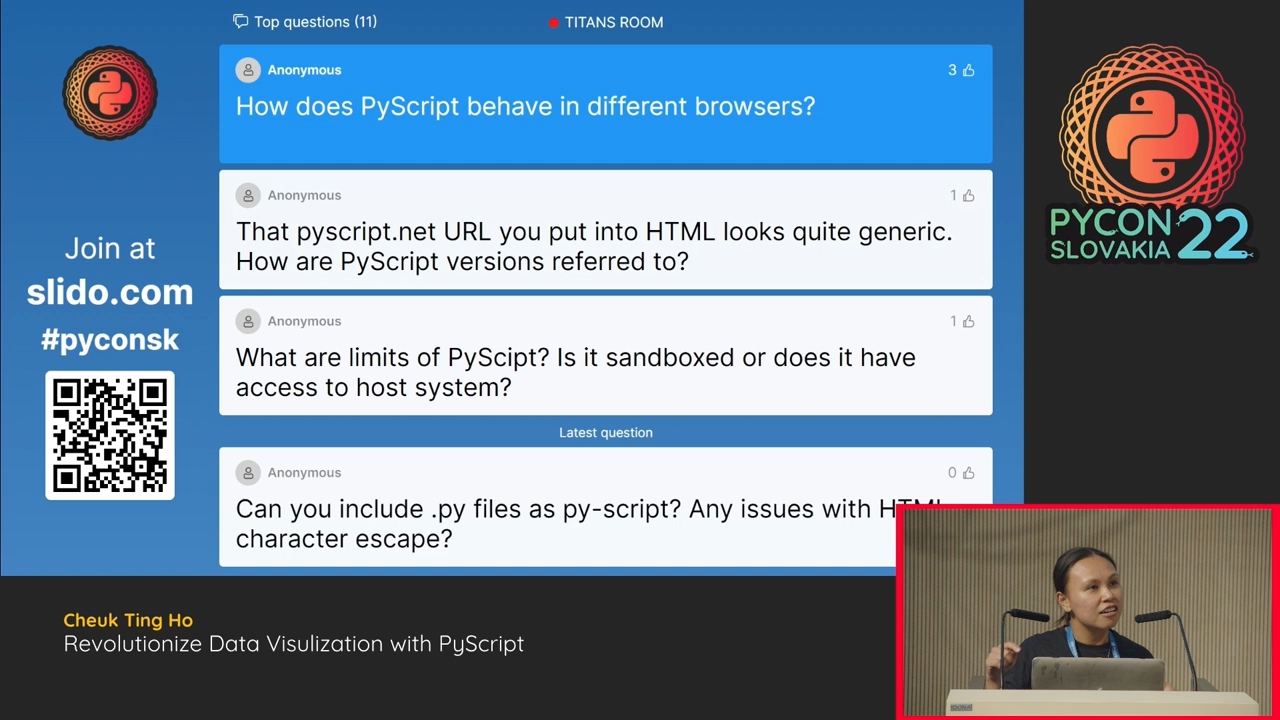 Top questions (11)
TITANS ROOM
Anonymous
3
How does PyScript behave in different browsers?
Anonymous
1
That pyscript.net URL you put into HTML looks quite generic.
How are PyScript versions referred to?
Anonymous
1
What are limits of PyScipt? Is it sandboxed or does it have
access to host system?
Latest question
Anonymous
0
Can you include .py files as py-script? Any issues with HTML
character escape?
Join at
slido.com
#pyconsk
PYCON
SLOVAKIA
22
Cheuk Ting Ho
Revolutionize Data Visulization with PyScript